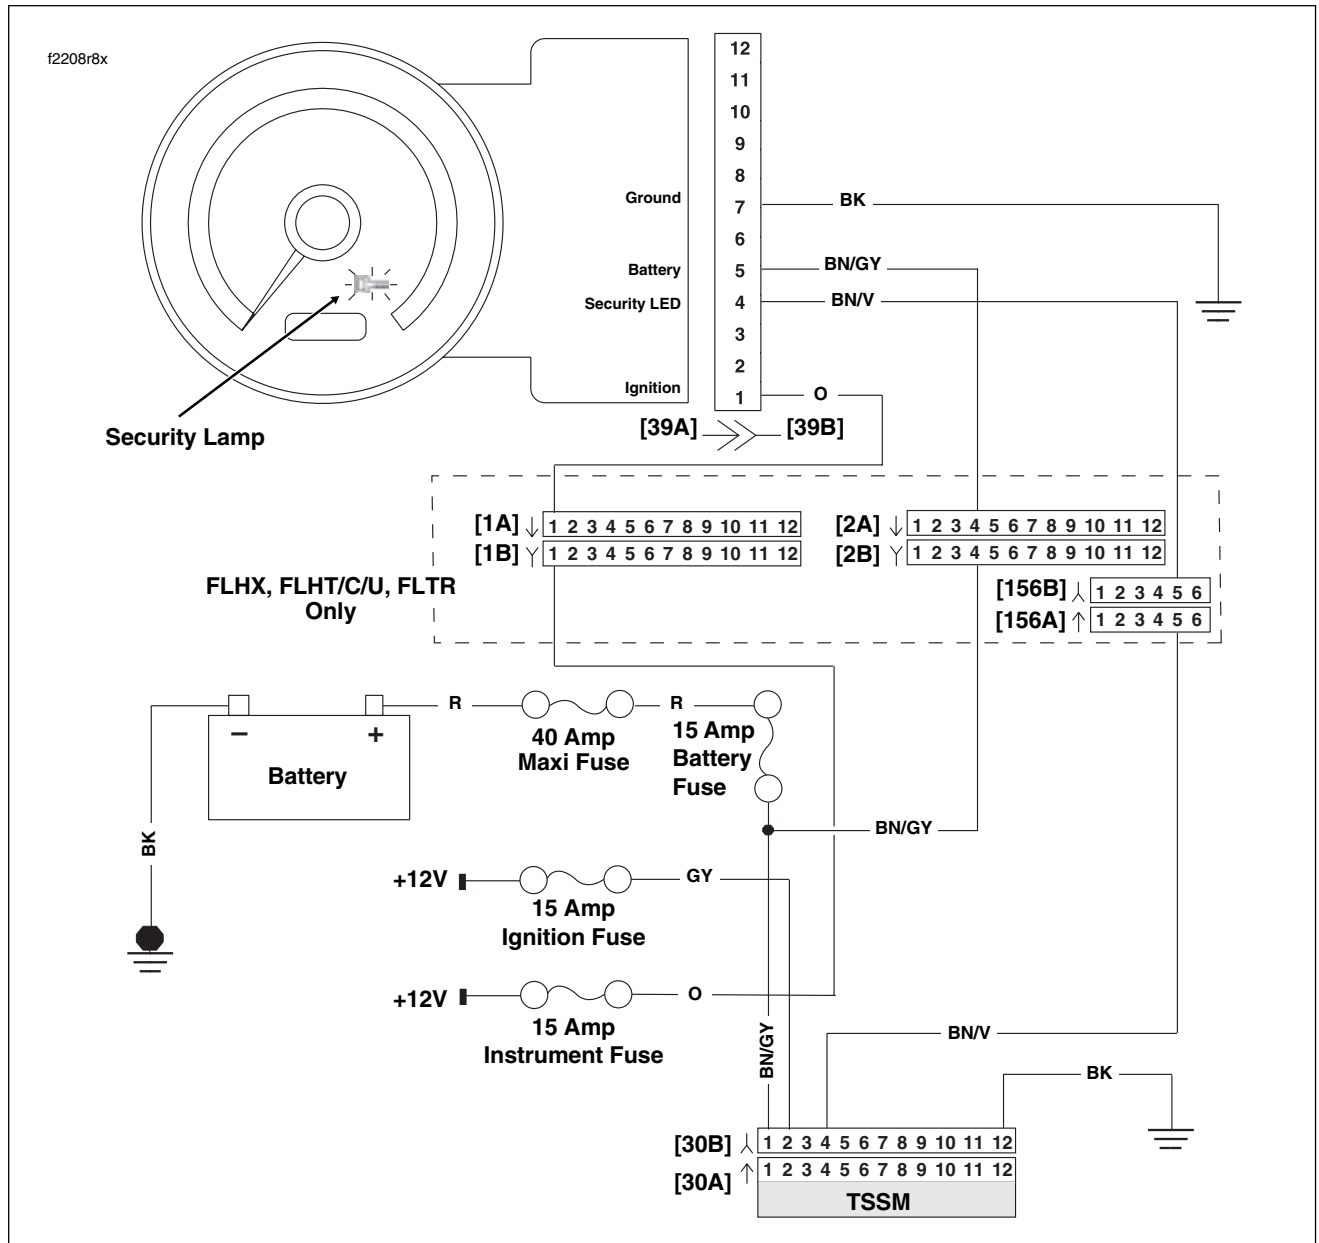 f2208r8x
12
11
10
9
8
Ground
7
BK
6
Battery
5
BN/GY
Security LED
4
BN/V
3
2
Ignition
1
O
Security Lamp
[39A]
[39B]
[1A]
1 2 3 4 5 6 7 8 9 10 11 12
[1B]
1 2 3 4 5 6 7 8 9 10 11 12
[2A]
1 2 3 4 5 6 7 8 9 10 11 12
[2B]
1 2 3 4 5 6 7 8 9 10 11 12
FLHX, FLHT/C/U, FLTR
Only
[156B]
1 2 3 4 5 6
[156A]
1 2 3 4 5 6
R
R
40 Amp
Maxi Fuse
15 Amp
Battery
Fuse
− +
Battery
BK
BN/GY
+12V
GY
15 Amp
Ignition Fuse
+12V
O
15 Amp
Instrument Fuse
BN/GY
BN/V
BK
[30B]
1 2 3 4 5 6 7 8 9 10 11 12
[30A]
1 2 3 4 5 6 7 8 9 10 11 12
TSSM